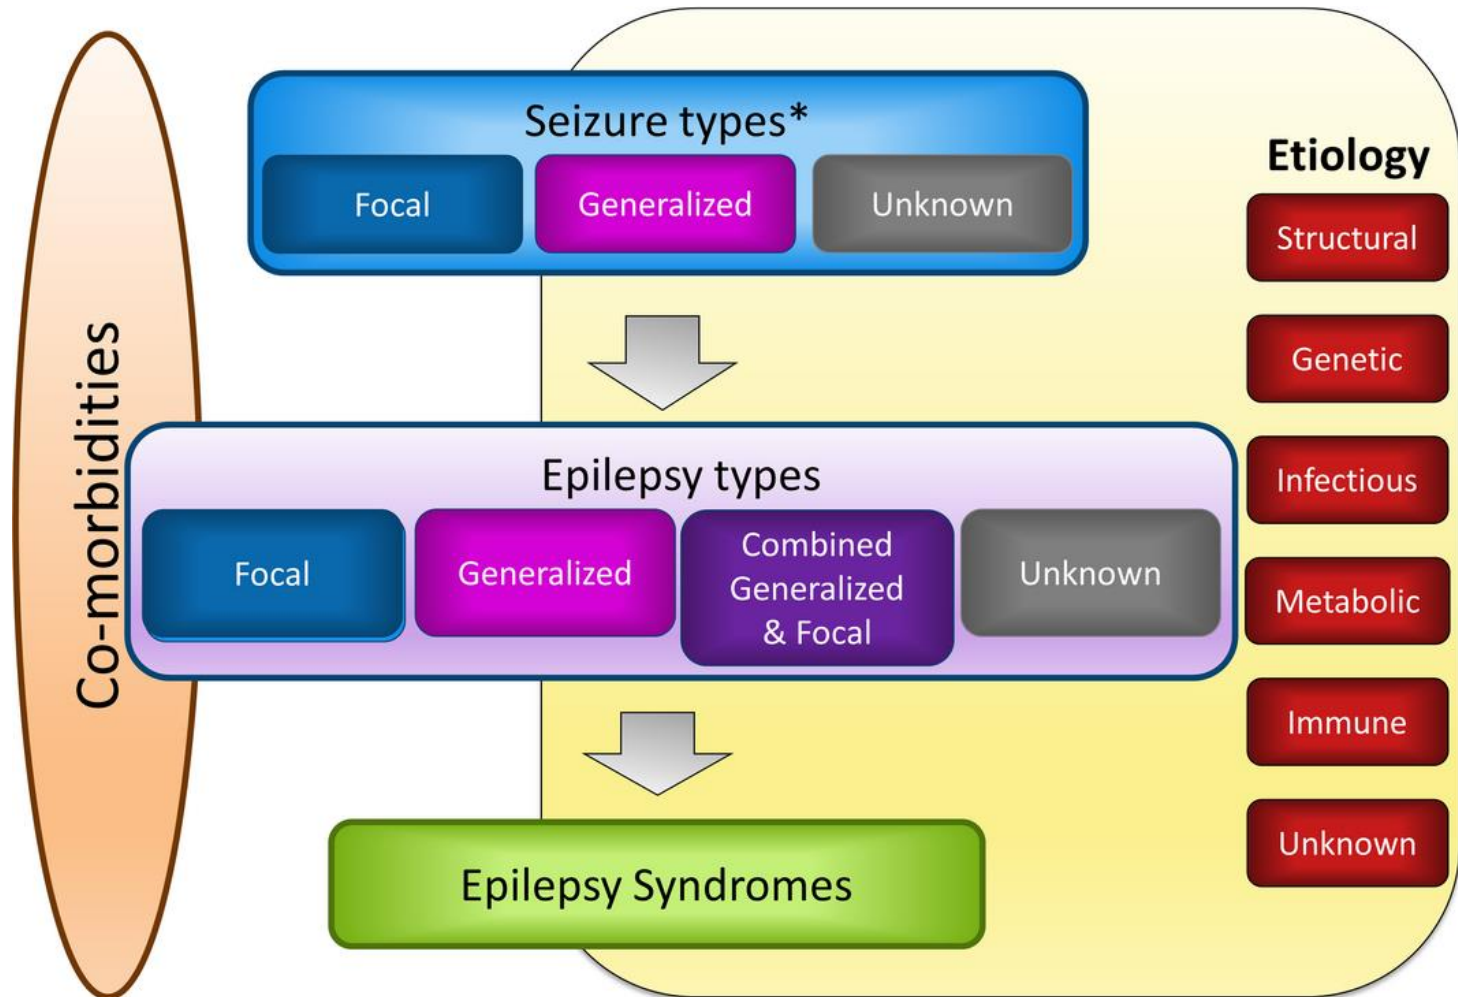 Co-morbidities
Seizure types*
Focal
Generalized
Unknown
Epilepsy types
Focal
Generalized
Combined
Generalized
& Focal
Unknown
Epilepsy Syndromes
Etiology
Structural
Genetic
Infectious
Metabolic
Immune
Unknown